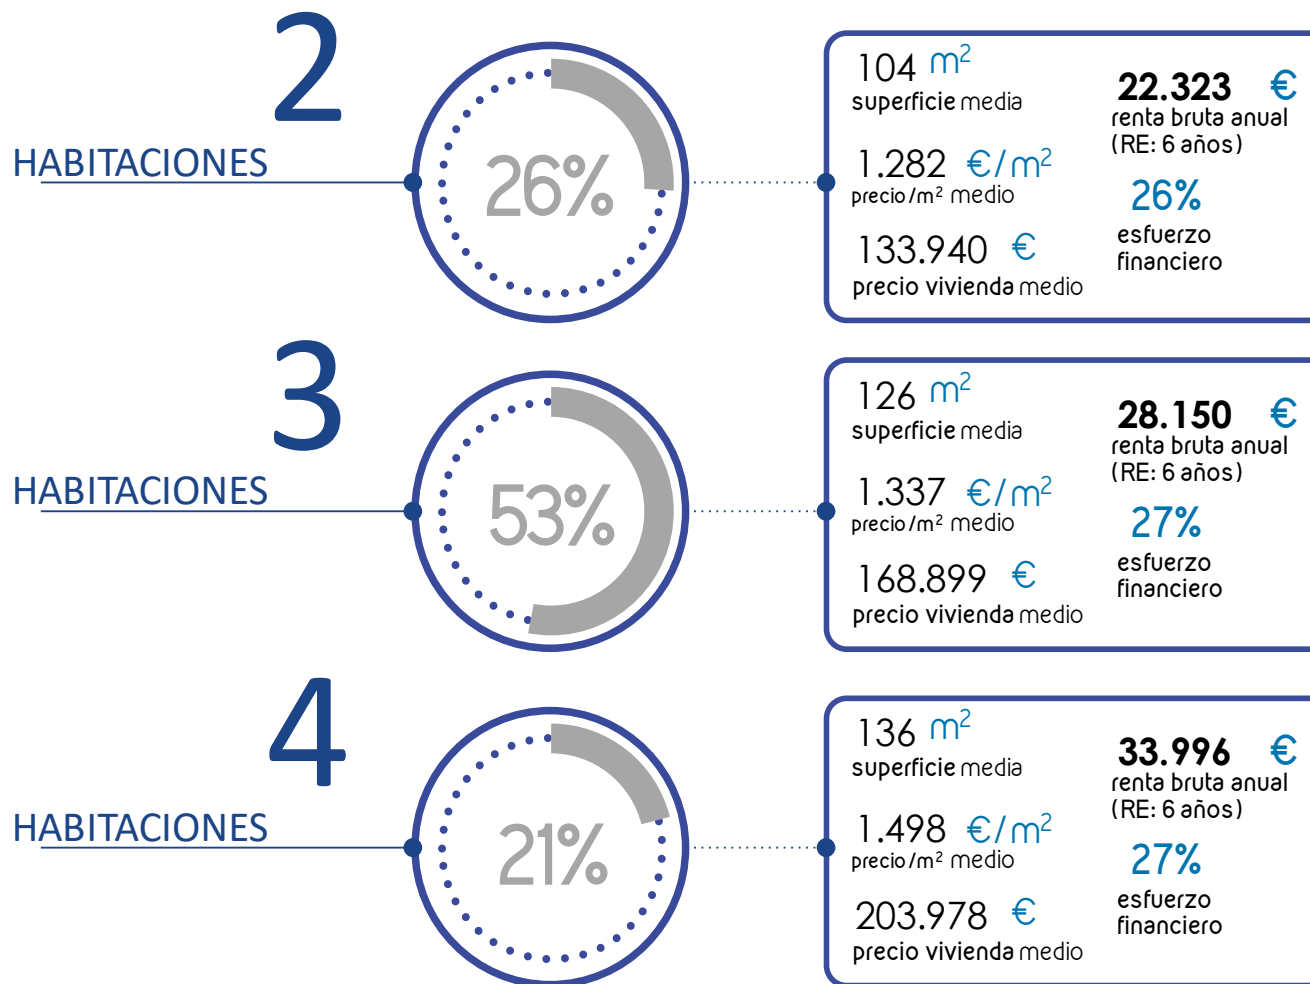 2
HABITACIONES
26%
104 m²
superficie media
1.282 €/m²
precio/m² medio
133.940 €
precio vivienda medio
22.323 €
renta bruta anual
(RE: 6 años)
26%
esfuerzo
financiero
3
HABITACIONES
53%
126 m²
superficie media
1.337 €/m²
precio/m² medio
168.899 €
precio vivienda medio
28.150 €
renta bruta anual
(RE: 6 años)
27%
esfuerzo
financiero
4
HABITACIONES
21%
136 m²
superficie media
1.498 €/m²
precio/m² medio
203.978 €
precio vivienda medio
33.996 €
renta bruta anual
(RE: 6 años)
27%
esfuerzo
financiero